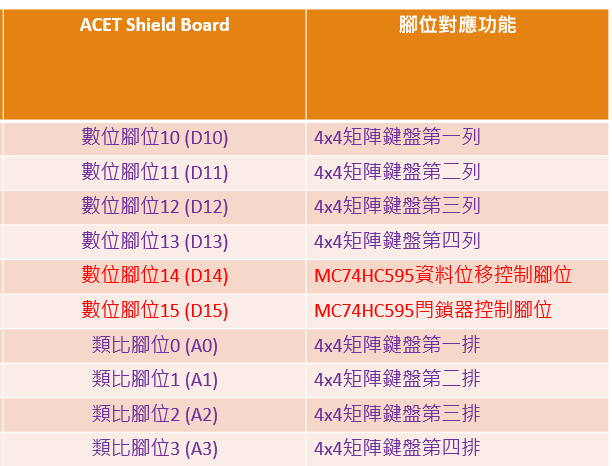 ACET Shield Board 腳位對應功能
數位腳位10 (D10) 4x4矩陣鍵盤第一列
數位腳位11 (D11) 4x4矩陣鍵盤第二列
數位腳位12 (D12) 4x4矩陣鍵盤第三列
數位腳位13 (D13) 4x4矩陣鍵盤第四列
數位腳位14 (D14) MC74HC595資料位移控制腳位
數位腳位15 (D15) MC74HC595閂鎖器控制腳位
類比腳位0 (A0) 4x4矩陣鍵盤第一排
類比腳位1 (A1) 4x4矩陣鍵盤第二排
類比腳位2 (A2) 4x4矩陣鍵盤第三排
類比腳位3 (A3) 4x4矩陣鍵盤第四排